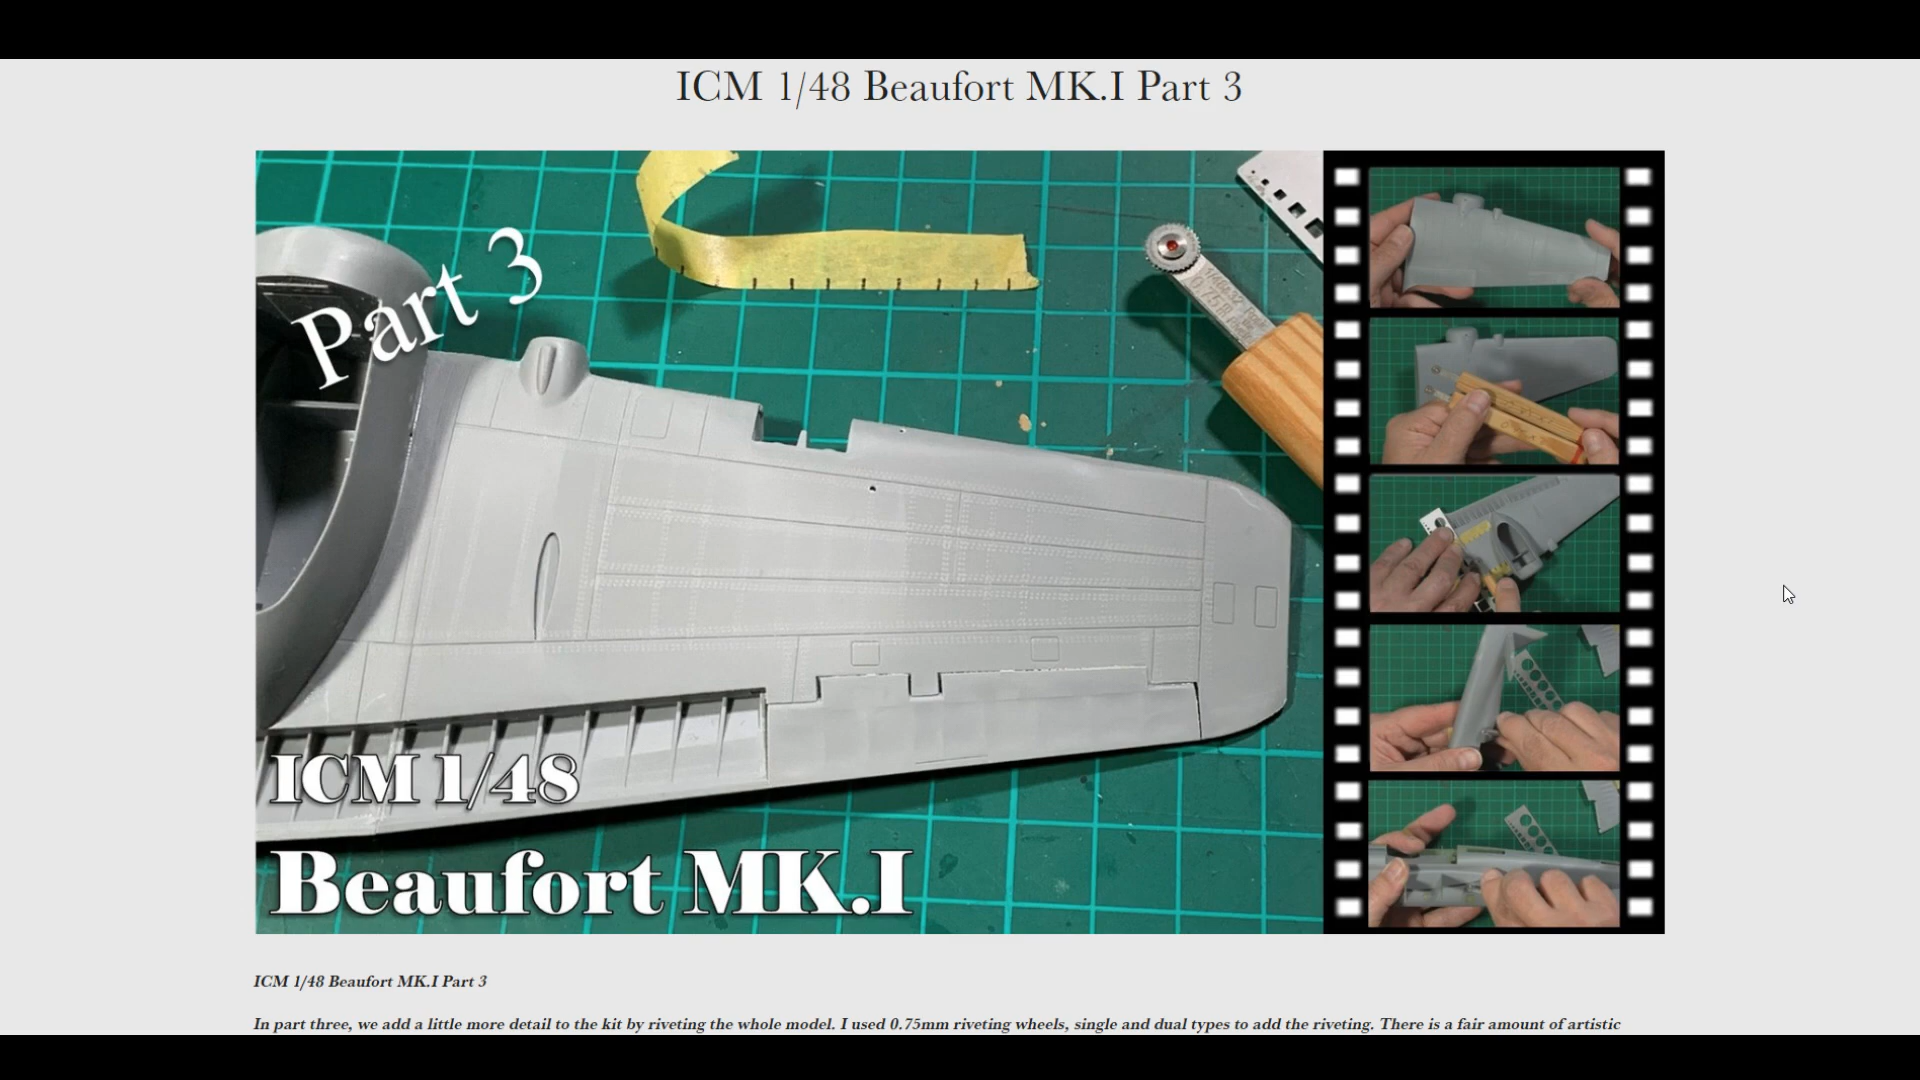 ICM 1/48 Beaufort MK.I Part 3
Part 3
ICM 1/48
Beaufort MK.I
ICM 1/48 Beaufort MK.I Part 3
In part three, we add a little more detail to the kit by riveting the whole model. I used 0.75mm riveting wheels, single and dual types to add the riveting. There is a fair amount of artistic